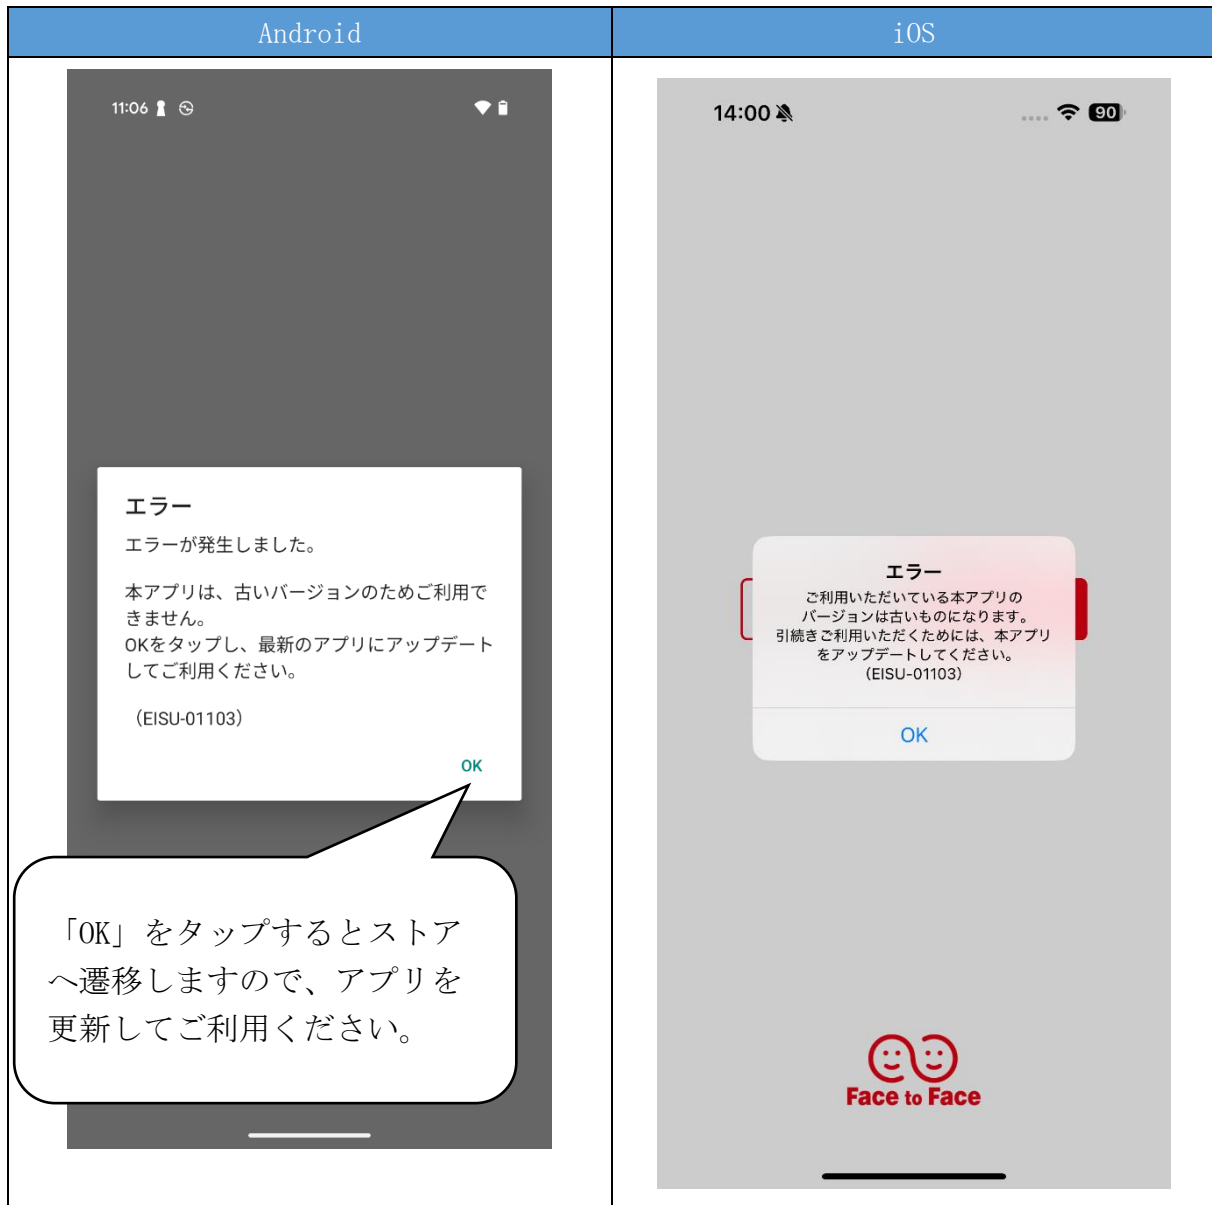 Android
iOS
11:06
エラー
エラーが発生しました。
本アプリは、古いバージョンのためご利用で
きません。
OKをタップし、最新のアプリにアップデート
してご利用ください。
（EISU-01103）
OK
「OK」をタップするとストア
へ遷移しますので、アプリを
更新してご利用ください。
14:00
90
エラー
ご利用いただいている本アプリの
バージョンは古いものになります。
引続きご利用いただくためには、本アプリ
をアップデートしてください。
（EISU-01103）
OK
Face to Face